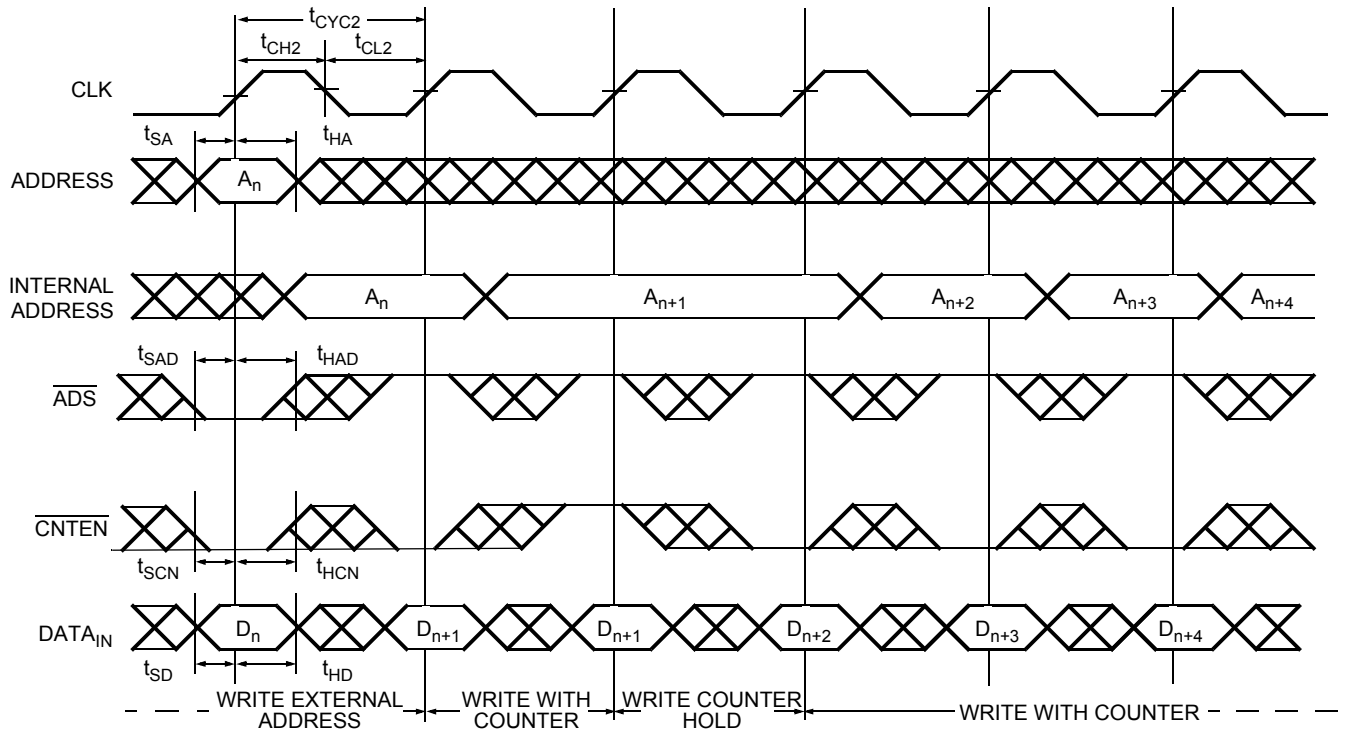 tCYC2
tCH2 tCL2
CLK
tSA tHA
ADDRESS An
INTERNAL
ADDRESS
An An+1 An+2 An+3 An+4
tSAD tHAD
ADS
CNTEN
tSCN tHCN
DATAIN Dn Dn+1 Dn+1 Dn+2 Dn+3 Dn+4
tSD tHD
WRITE EXTERNAL
ADDRESS
WRITE WITH
COUNTER
WRITE COUNTER
HOLD
WRITE WITH COUNTER